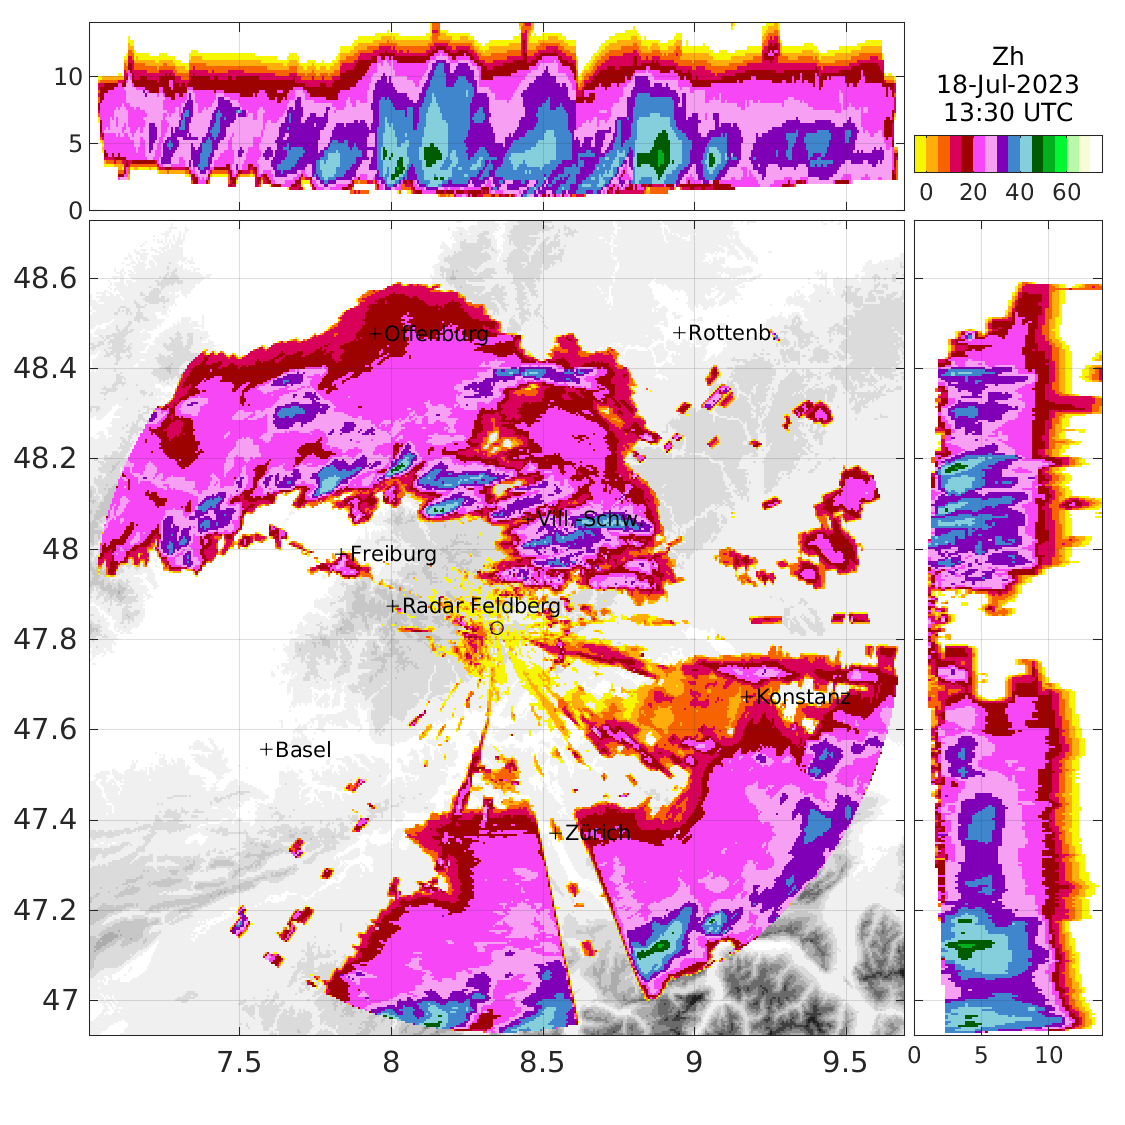 10
5
0
Zh
18-Jul-2023
13:30 UTC
0 20 40 60
48.6
48.4
48.2
48
47.8
47.6
47.4
47.2
47
+Offenburg
+Rottenb.
+Vill.-Schw.
+Freiburg
+Radar Feldberg
+Konstanz
+Basel
+Zürich
7.5 8 8.5 9 9.5
0 5 10